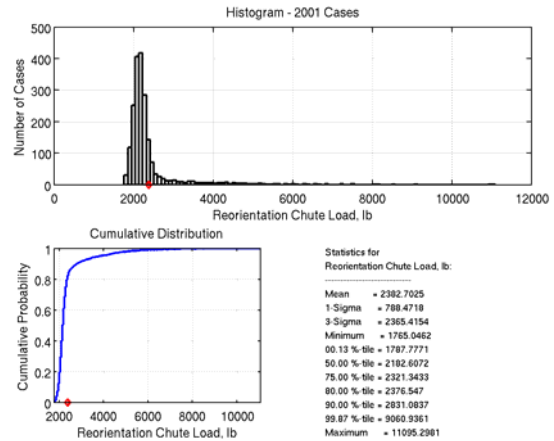 Histogram - 2001 Cases
500
400
300
200
100
0
Number of Cases
0 2000 4000 6000 8000 10000 12000
Reorientation Chute Load, lb
Cumulative Distribution
1
0.8
0.6
0.4
0.2
0
Cumulative Probability
2000 4000 6000 8000 10000
Reorientation Chute Load, lb
Statistics for
Reorientation Chute Load, lb:
------------------------
Mean = 2382.7025
1-Sigma = 788.4718
3-Sigma = 2365.4154
Minimum = 1765.0462
00.13 %-tile = 1787.7771
50.00 %-tile = 2182.6072
75.00 %-tile = 2321.3433
80.00 %-tile = 2376.547
90.00 %-tile = 2831.0837
99.87 %-tile = 9060.9361
Maximum = 11095.2981